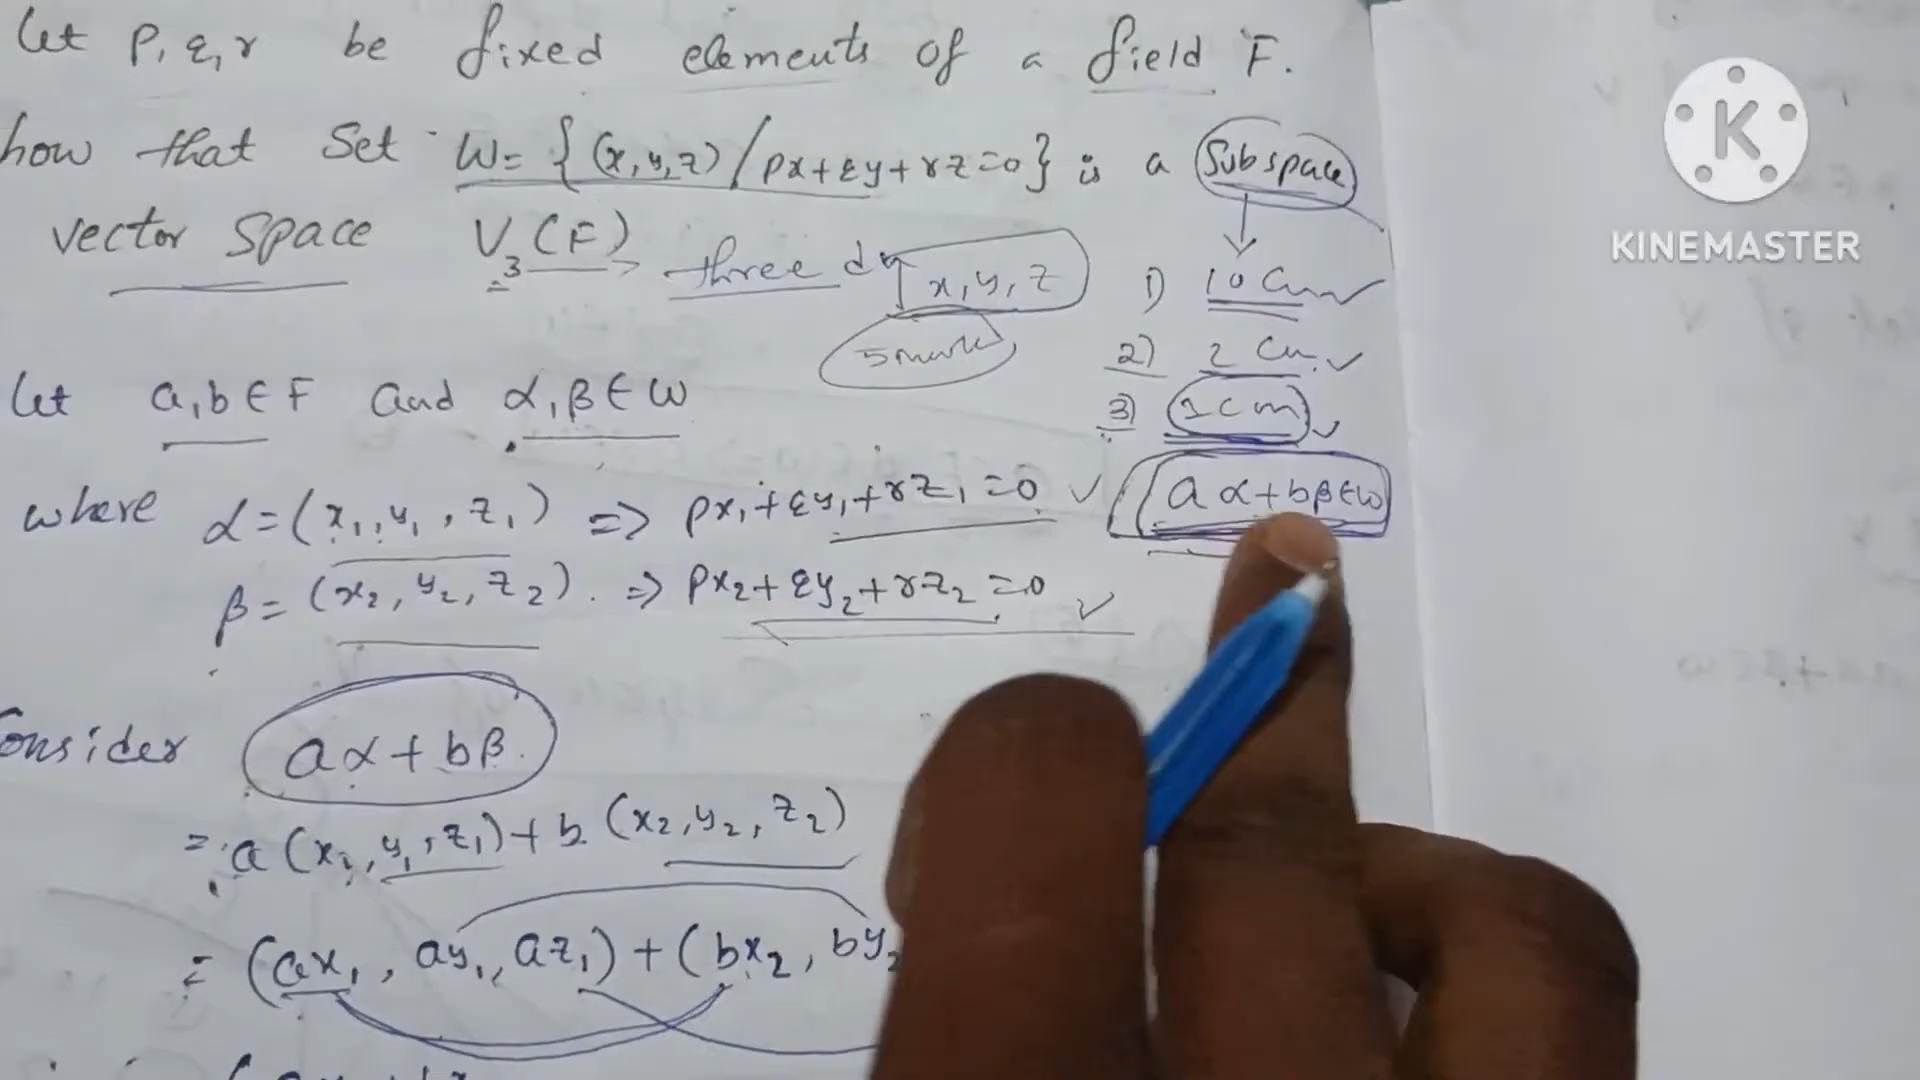 let p, q, r be fixed elements of a field F.
how that set W = {(x, y, z) / px + qy + rz = 0} is a Subspace
vector space V₃(F) → three x, y, z
1) 10 Cm
5 mark
2) 2 Cm
let a, b ∈ F and α, β ∈ W
3) 1 cm
aα + bβ ∈ W
where α = (x₁, y₁, z₁) ⇒ px₁ + qy₁ + rz₁ = 0
β = (x₂, y₂, z₂). ⇒ px₂ + qy₂ + rz₂ = 0
onsider aα + bβ.
= a(x₁, y₁, z₁) + b(x₂, y₂, z₂)
= (ax₁, ay₁, az₁) + (bx₂, by₂
KINEMASTER